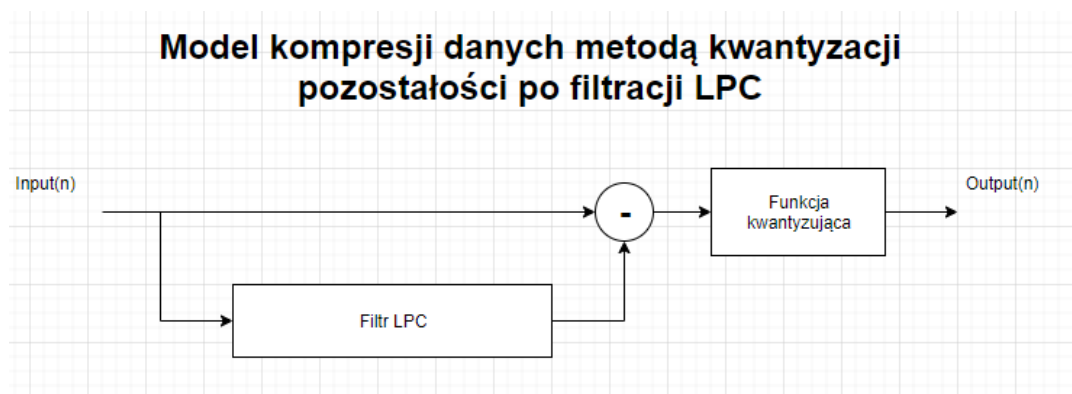 Model kompresji danych metodą kwantyzacji
pozostałości po filtracji LPC
Input(n)
-
Funkcja
kwantyzująca
Output(n)
Filtr LPC